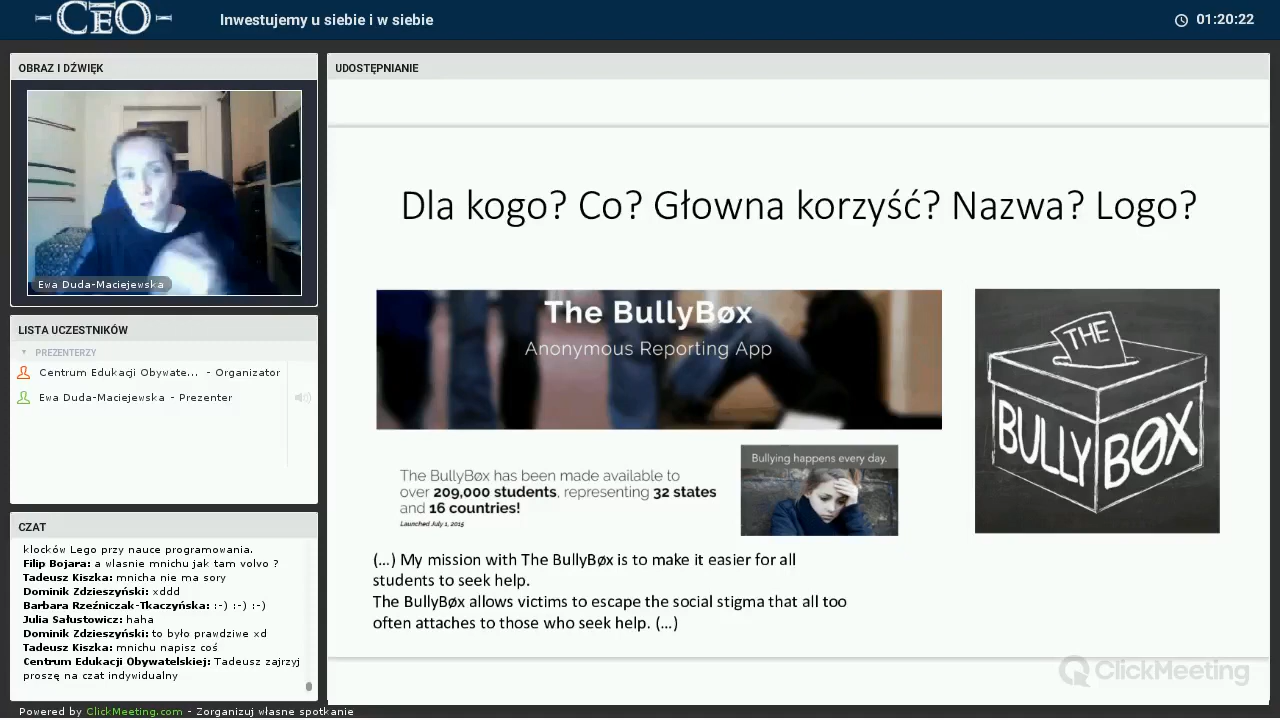 CEO
Inwestujemy u siebie i w siebie
01:20:22
OBRAZ I DŹWIĘK
Ewa Duda-Maciejewska
LISTA UCZESTNIKÓW
PREZENTERZY
Centrum Edukacji Obywate... - Organizator
Ewa Duda-Maciejewska - Prezenter
CZAT
klocków Lego przy nauce programowania.
Filip Bojara: a wlasnie mnichu jak tam volvo ?
Tadeusz Kiszka: mnicha nie ma sory
Dominik Zdzieszyński: xddd
Barbara Rzeźniczak-Tkaczyńska: :-) :-) :-)
Julia Sałustowicz: haha
Dominik Zdzieszyński: to było prawdziwe xd
Tadeusz Kiszka: mnichu napisz coś
Centrum Edukacji Obywatelskiej: Tadeusz zajrzyj
proszę na czat indywidualny
UDOSTĘPNIANIE
Dla kogo? Co? Głowna korzyść? Nazwa? Logo?
The BullyBøx
Anonymous Reporting App
THE
BULLY BØX
The BullyBøx has been made available to
over 209,000 students, representing 32 states
and 16 countries!
Launched July 1, 2015
Bullying happens every day.
(...) My mission with The BullyBøx is to make it easier for all
students to seek help.
The BullyBøx allows victims to escape the social stigma that all too
often attaches to those who seek help. (...)
ClickMeeting
Powered by ClickMeeting.com - Zorganizuj własne spotkanie